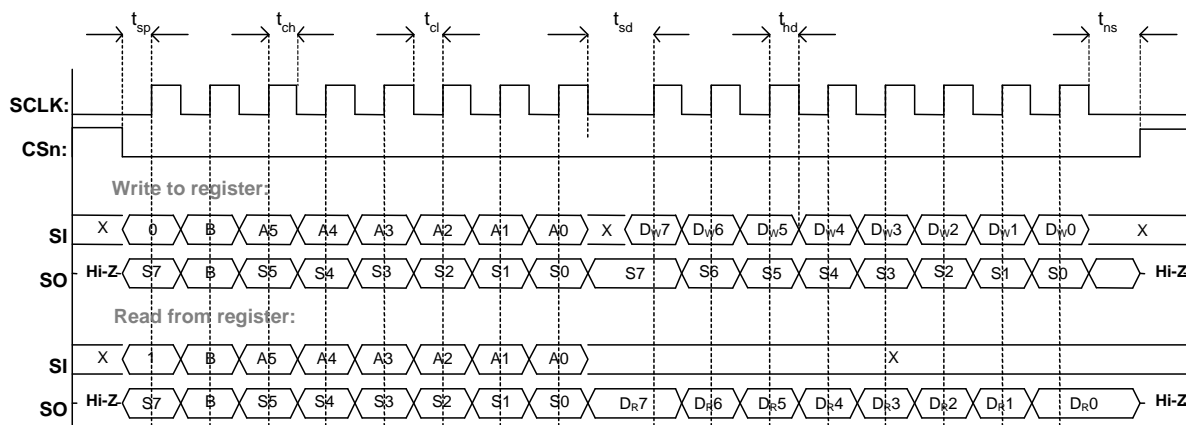 tsp tch tcl tsd thd tns
SCLK:
CSn:
Write to register:
SI X 0 B A5 A4 A3 A2 A1 A0 X DW7 DW6 DW5 DW4 DW3 DW2 DW1 DW0 X
SO Hi-Z S7 B S5 S4 S3 S2 S1 S0 S7 S6 S5 S4 S3 S2 S1 S0 Hi-Z
Read from register:
SI X 1 B A5 A4 A3 A2 A1 A0 X
SO Hi-Z S7 B S5 S4 S3 S2 S1 S0 DR7 DR6 DR5 DR4 DR3 DR2 DR1 DR0 Hi-Z